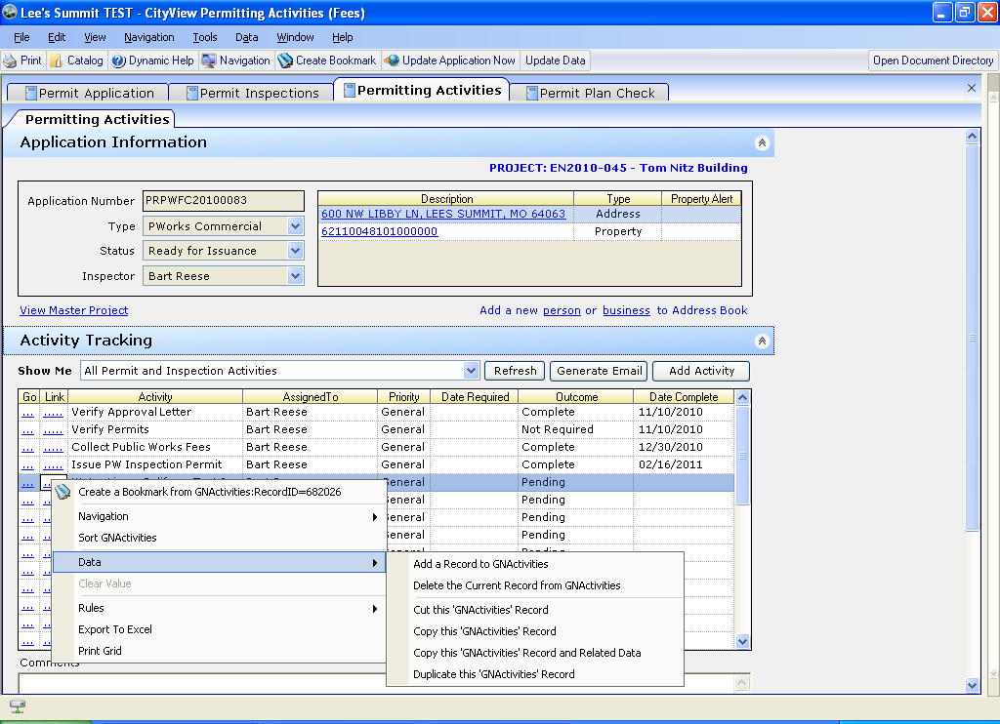 Lee's Summit TEST - CityView Permitting Activities (Fees)
File Edit View Navigation Tools Data Window Help
Print Catalog Dynamic Help Navigation Create Bookmark Update Application Now Update Data Open Document Directory
Permit Application Permit Inspections Permitting Activities Permit Plan Check
Permitting Activities
Application Information
PROJECT: EN2010-045 - Tom Nitz Building
Application Number PRPWFC20100083
Type PWorks Commercial
Status Ready for Issuance
Inspector Bart Reese
Description Type Property Alert
600 NW LIBBY LN, LEES SUMMIT, MO 64063 Address
62110048101000000 Property
View Master Project Add a new person or business to Address Book
Activity Tracking
Show Me All Permit and Inspection Activities Refresh Generate Email Add Activity
Go Link Activity AssignedTo Priority Date Required Outcome Date Complete
... ..... Verify Approval Letter Bart Reese General Complete 11/10/2010
... ..... Verify Permits Bart Reese General Not Required 11/10/2010
... ..... Collect Public Works Fees Bart Reese General Complete 12/30/2010
... ..... Issue PW Inspection Permit Bart Reese General Complete 02/16/2011
... General Pending
... General Pending
... General Pending
... General Pending
Create a Bookmark from GNActivities:RecordID=682026
Navigation
Sort GNActivities
Data
Clear Value
Rules
Export To Excel
Print Grid
Add a Record to GNActivities
Delete the Current Record from GNActivities
Cut this 'GNActivities' Record
Copy this 'GNActivities' Record
Copy this 'GNActivities' Record and Related Data
Duplicate this 'GNActivities' Record
Comments